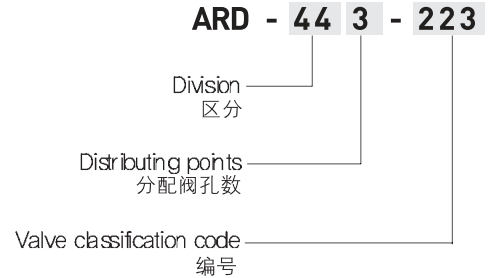 ARD - 44 3 - 223
Division
区分
Distributing points
分配阀孔数
Valve classification code
编号